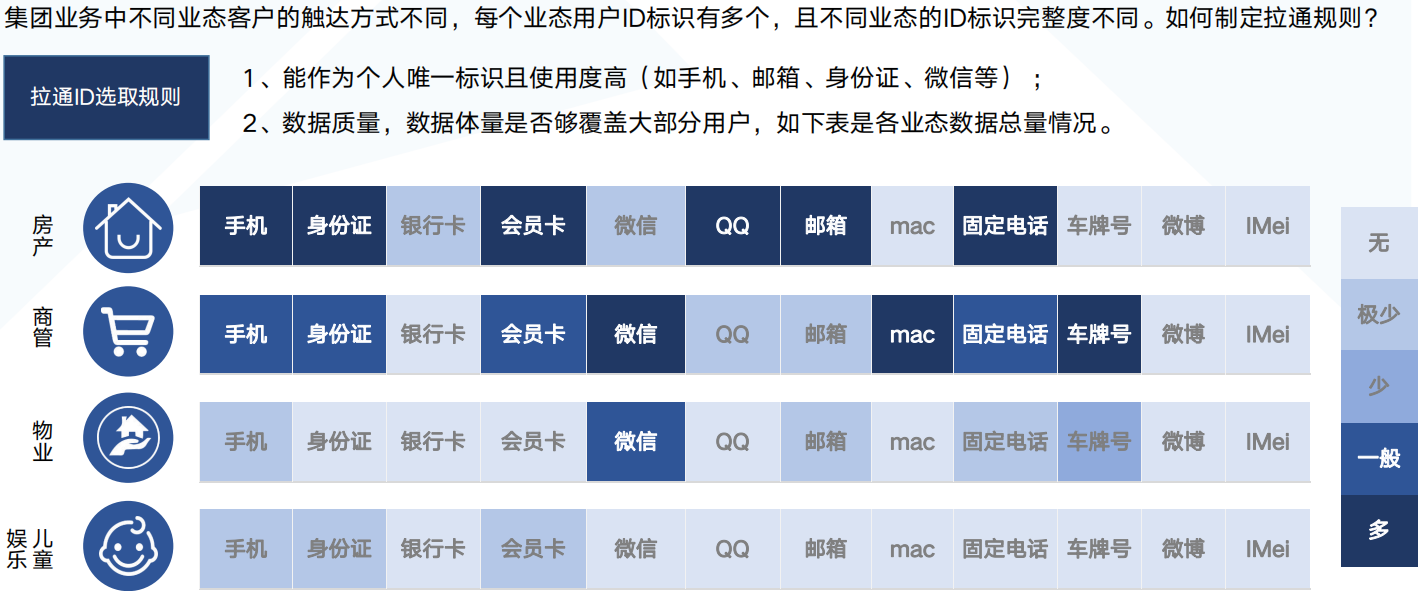 集团业务中不同业态客户的触达方式不同，每个业态用户ID标识有多个，且不同业态的ID标识完整度不同。如何制定拉通规则？
拉通ID选取规则
1、能作为个人唯一标识且使用度高（如手机、邮箱、身份证、微信等）；
2、数据质量，数据体量是否够覆盖大部分用户，如下表是各业态数据总量情况。
房产 手机 身份证 银行卡 会员卡 微信 QQ 邮箱 mac 固定电话 车牌号 微博 IMei
商管 手机 身份证 银行卡 会员卡 微信 QQ 邮箱 mac 固定电话 车牌号 微博 IMei
物业 手机 身份证 银行卡 会员卡 微信 QQ 邮箱 mac 固定电话 车牌号 微博 IMei
儿童娱乐 手机 身份证 银行卡 会员卡 微信 QQ 邮箱 mac 固定电话 车牌号 微博 IMei
无
极少
少
一般
多